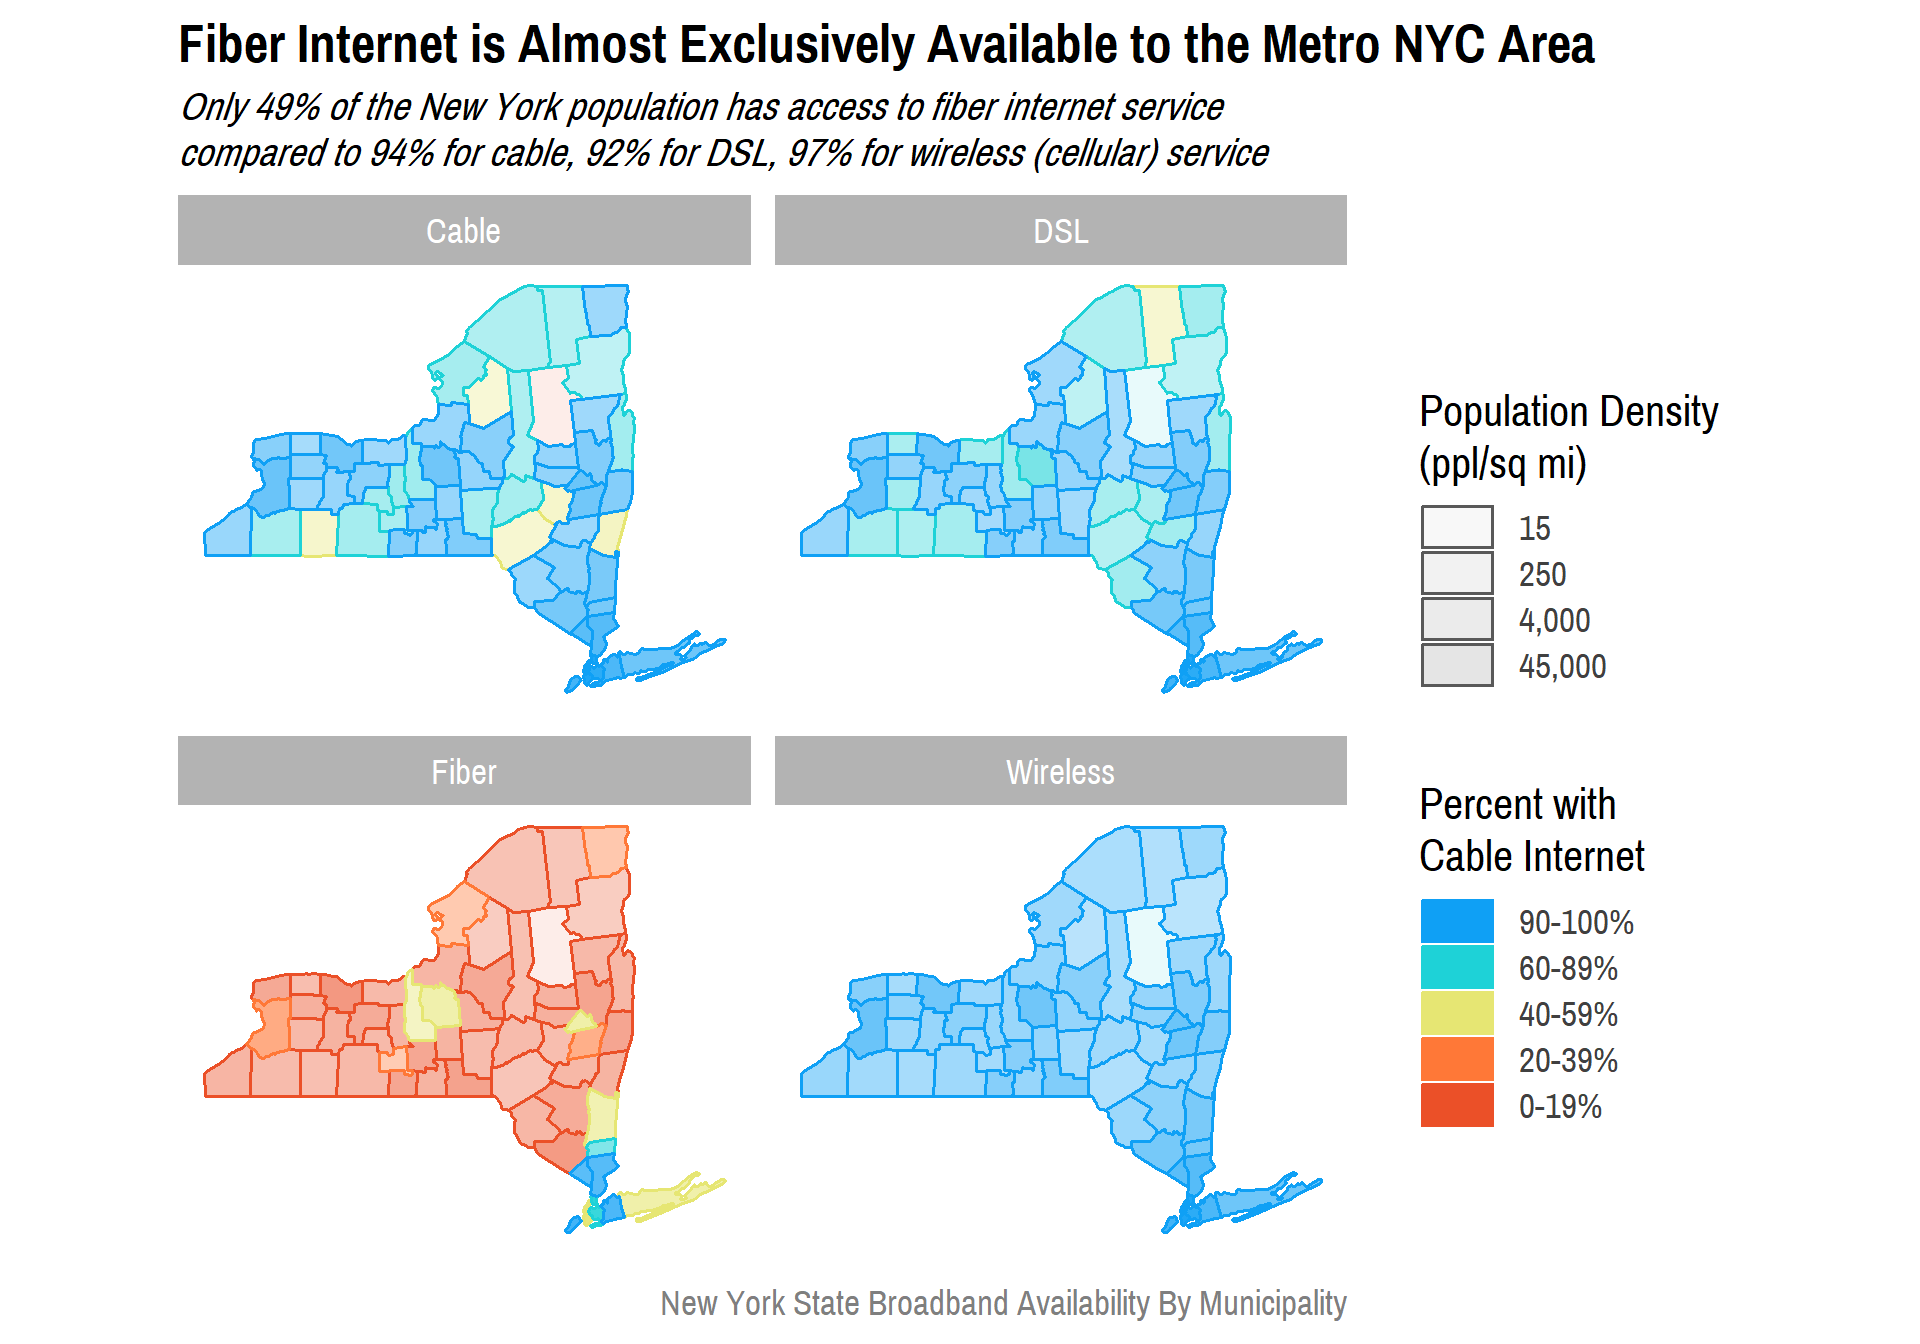 Fiber Internet is Almost Exclusively Available to the Metro NYC Area
Only 49% of the New York population has access to fiber internet service
compared to 94% for cable, 92% for DSL, 97% for wireless (cellular) service
Cable
DSL
Fiber
Wireless
Population Density
(ppl/sq mi)
15
250
4,000
45,000
Percent with
Cable Internet
90-100%
60-89%
40-59%
20-39%
0-19%
New York State Broadband Availability By Municipality